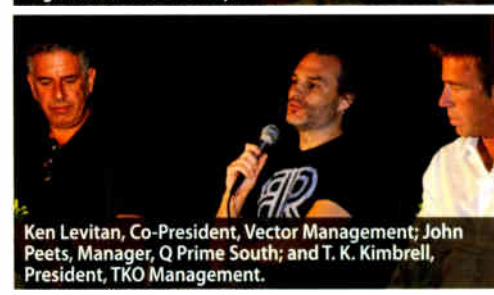 Ken Levitan, Co-President, Vector Management; John
Peets, Manager, Q Prime South; and T. K. Kimbrell,
President, TKO Management.